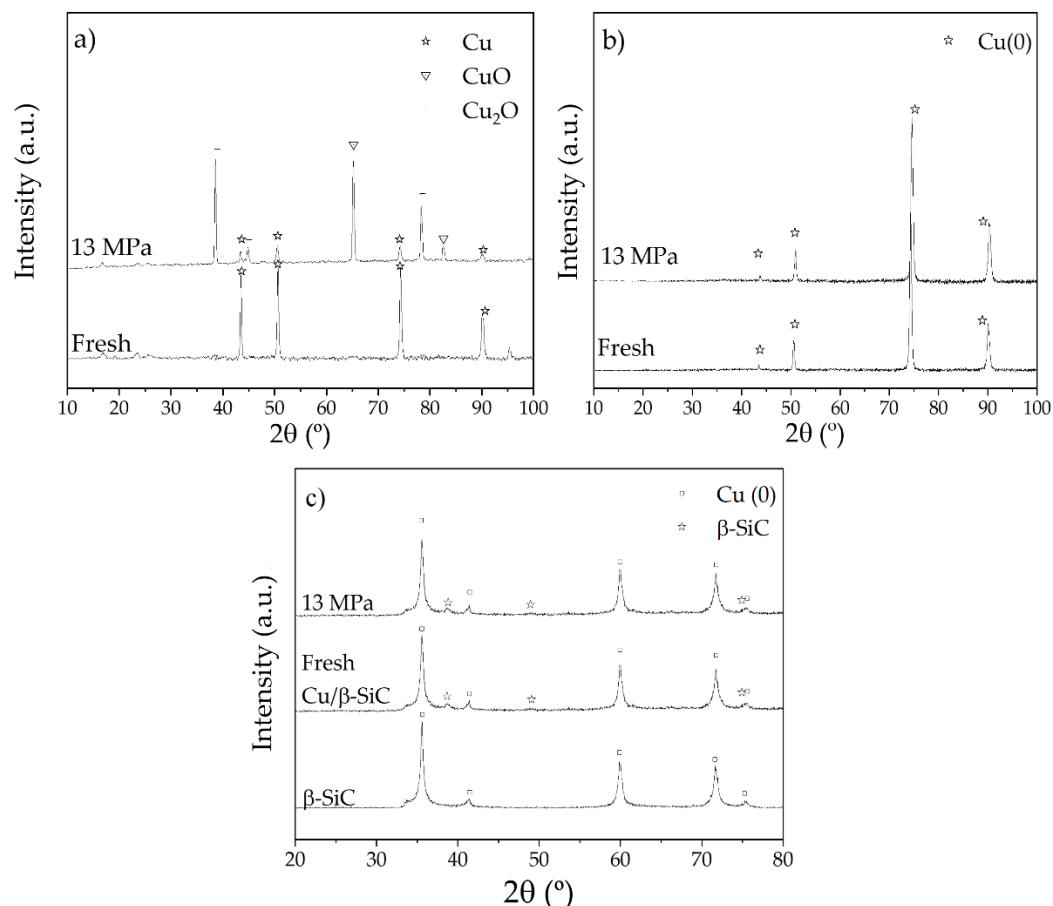 a)
☆ Cu
▽ CuO
– Cu₂O
Intensity (a.u.)
13 MPa
Fresh
10 20 30 40 50 60 70 80 90 100
2θ (º)
b)
☆ Cu(0)
Intensity (a.u.)
13 MPa
Fresh
10 20 30 40 50 60 70 80 90 100
2θ (º)
c)
□ Cu (0)
☆ β-SiC
Intensity (a.u.)
13 MPa
Fresh
Cu/β-SiC
β-SiC
20 30 40 50 60 70 80
2θ (º)